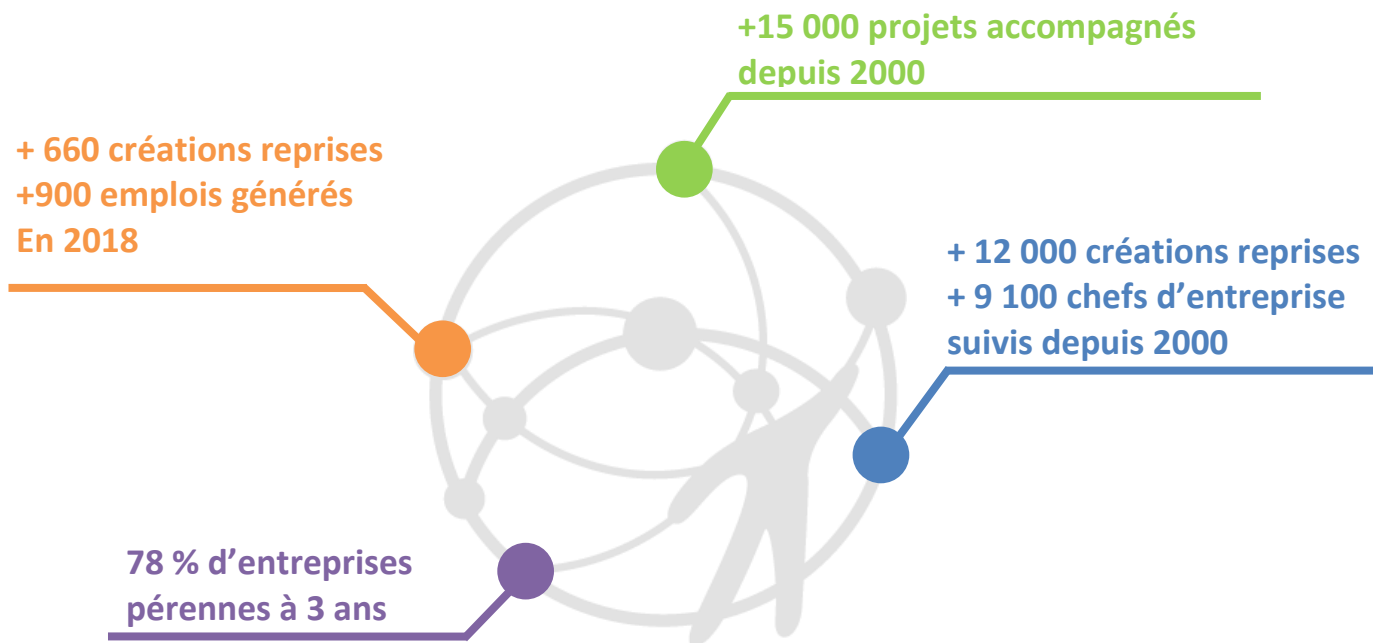 +15 000 projets accompagnés
depuis 2000
+ 660 créations reprises
+900 emplois générés
En 2018
+ 12 000 créations reprises
+ 9 100 chefs d’entreprise
suivis depuis 2000
78 % d’entreprises
pérennes à 3 ans